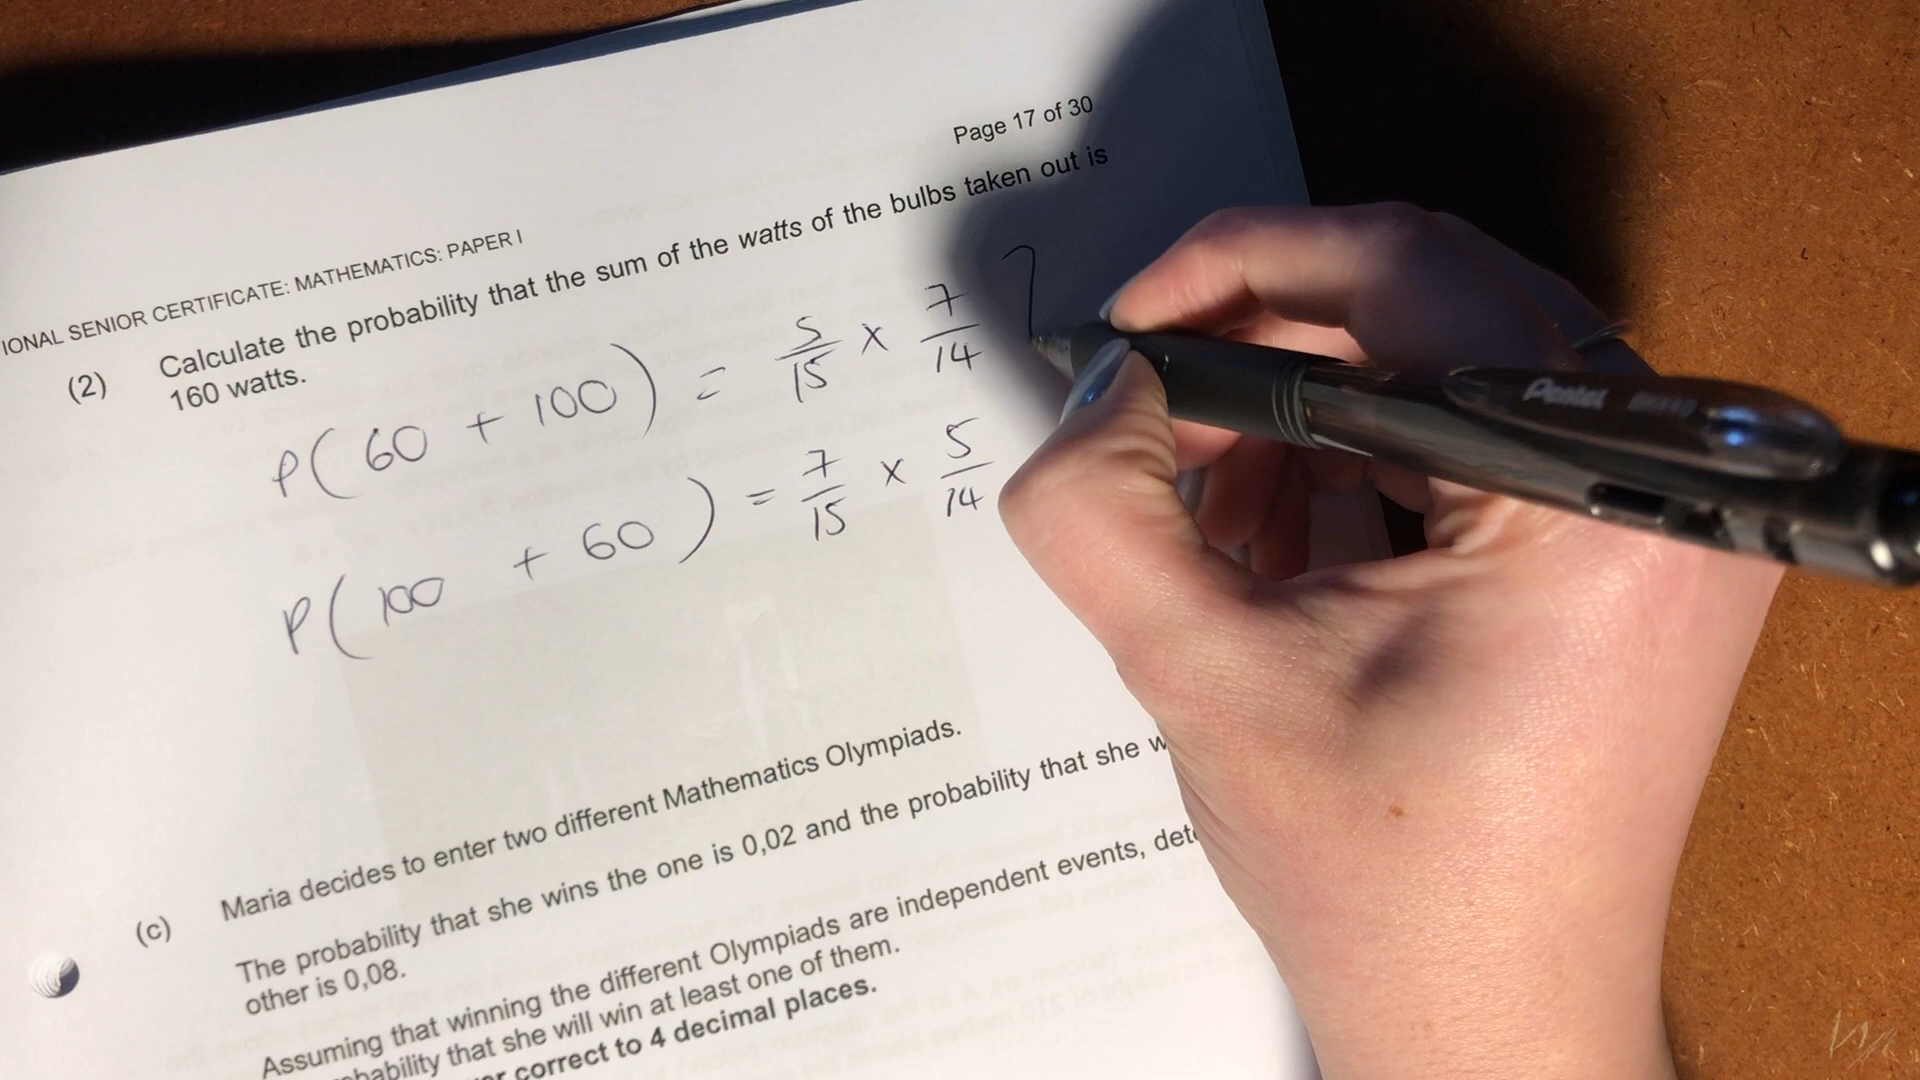 Page 17 of 30
IONAL SENIOR CERTIFICATE: MATHEMATICS: PAPER I
(2) Calculate the probability that the sum of the watts of the bulbs taken out is
160 watts.
P(60 + 100) = 5/15 × 7/14
P(100 + 60) = 7/15 × 5/14
Pentel
(c) Maria decides to enter two different Mathematics Olympiads.
The probability that she wins the one is 0,02 and the probability that she w
other is 0,08.
Assuming that winning the different Olympiads are independent events, dete
bability that she will win at least one of them.
er correct to 4 decimal places.